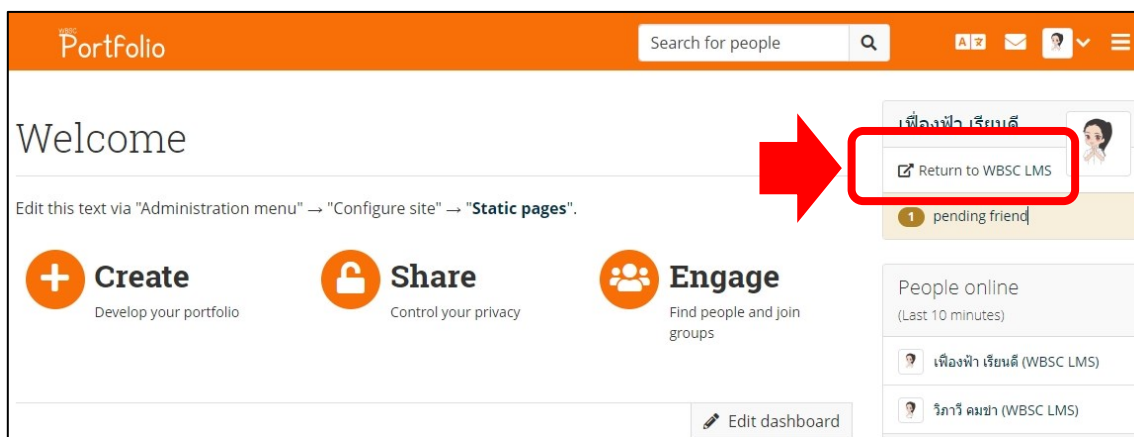 WBSC
Portfolio
Search for people
Welcome
เฟื่องฟ้า เรียนดี
Return to WBSC LMS
1 pending friend
Edit this text via "Administration menu" → "Configure site" → "Static pages".
Create
Develop your portfolio
Share
Control your privacy
Engage
Find people and join
groups
People online
(Last 10 minutes)
เฟื่องฟ้า เรียนดี (WBSC LMS)
วิภาวี คมขำ (WBSC LMS)
Edit dashboard